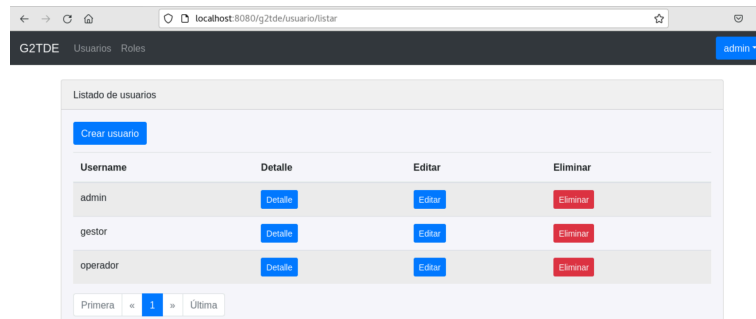 localhost:8080/g2tde/usuario/listar
G2TDE Usuarios Roles admin
Listado de usuarios
Crear usuario
Username Detalle Editar Eliminar
admin Detalle Editar Eliminar
gestor Detalle Editar Eliminar
operador Detalle Editar Eliminar
Primera « 1 » Última